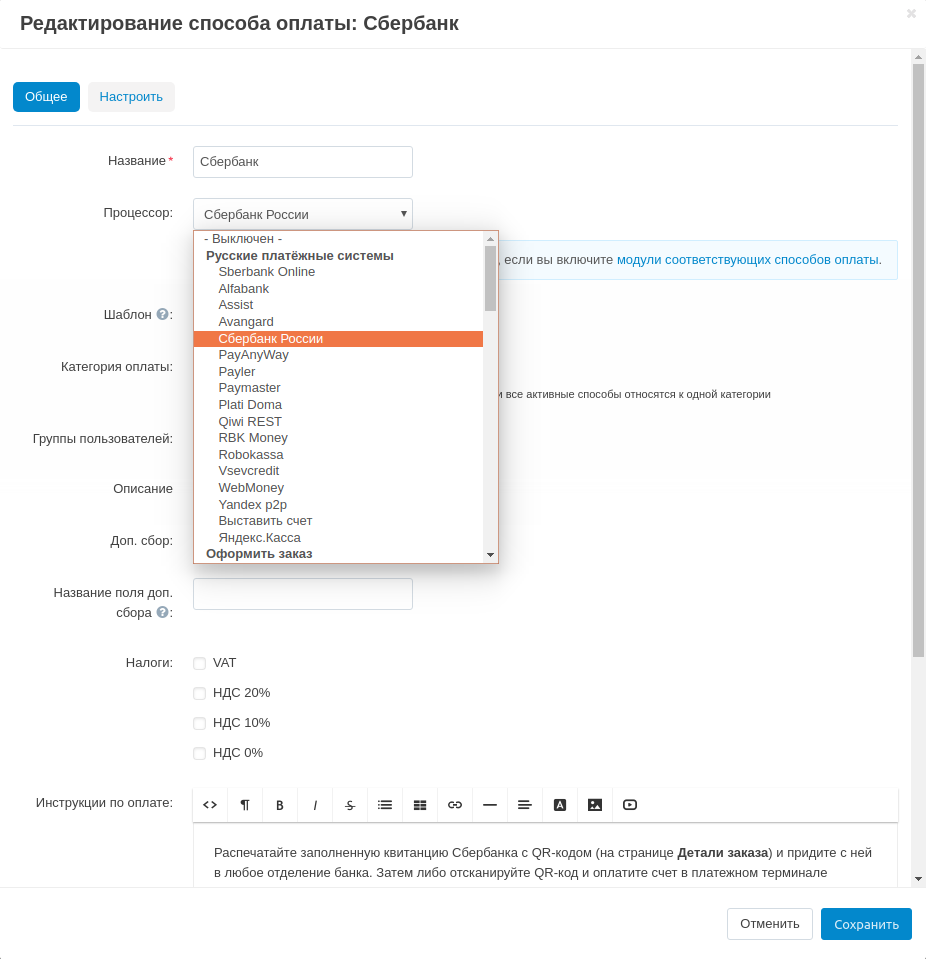 Редактирование способа оплаты: Сбербанк
Общее Настроить
Название*
Сбербанк
Процессор:
Сбербанк России
- Выключен -
Русские платёжные системы
Sberbank Online
Alfabank
Assist
Avangard
Сбербанк России
PayAnyWay
Payler
Paymaster
Plati Doma
Qiwi REST
RBK Money
Robokassa
Vsevcredit
WebMoney
Yandex p2p
Выставить счет
Яндекс.Касса
Оформить заказ
, если вы включите модули соответствующих способов оплаты.
Шаблон ?:
Категория оплаты:
все активные способы относятся к одной категории
Группы пользователей:
Описание
Доп. сбор:
Название поля доп.
сбора ?:
Налоги:
VAT
НДС 20%
НДС 10%
НДС 0%
Инструкции по оплате:
<> ¶ B I S A
Распечатайте заполненную квитанцию Сбербанка с QR-кодом (на странице Детали заказа) и придите с ней
в любое отделение банка. Затем либо отсканируйте QR-код и оплатите счет в платежном терминале
Отменить Сохранить